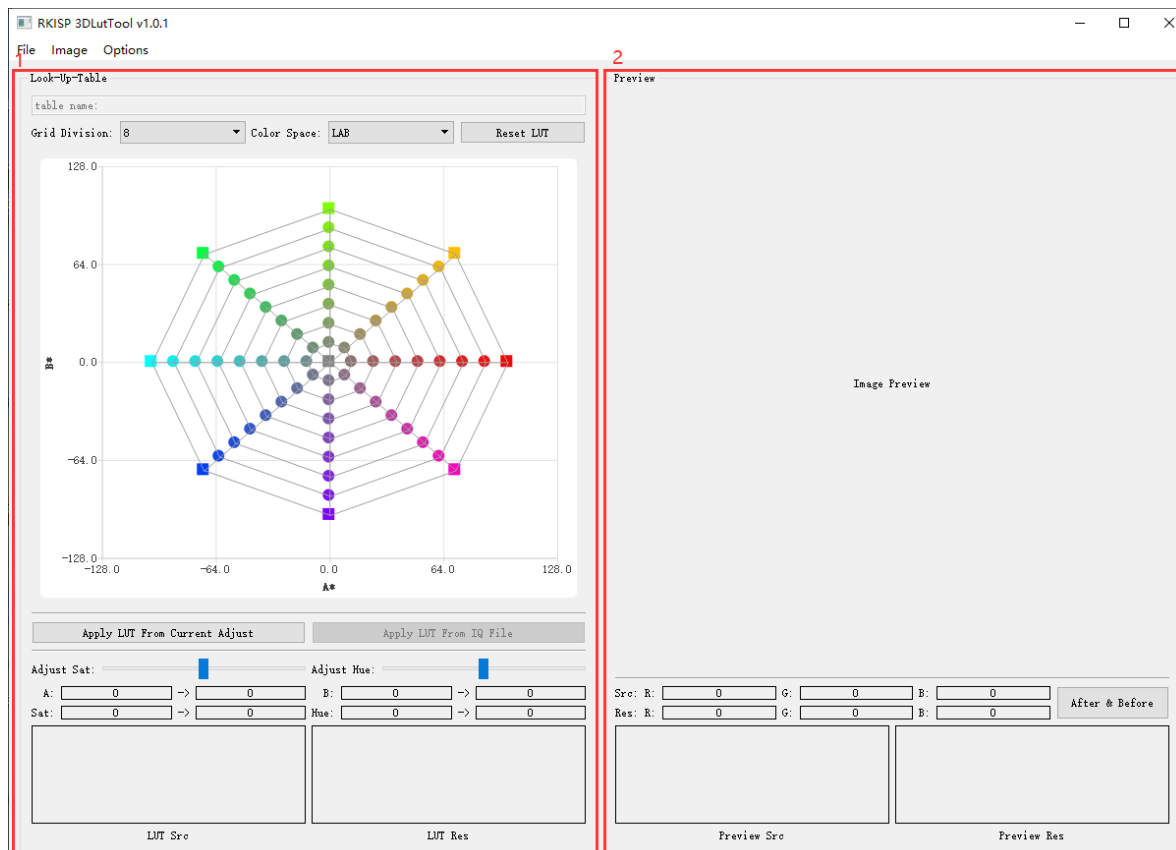 RKISP 3DLutTool v1.0.1
File Image Options
1
2
Look-Up-Table
table name:
Grid Division: 8 Color Space: LAB Reset LUT
128.0
64.0
0.0
-64.0
-128.0
B*
-128.0 -64.0 0.0 64.0 128.0
A*
Apply LUT From Current Adjust Apply LUT From IQ File
Adjust Sat: Adjust Hue:
A: 0 -> 0 B: 0 -> 0
Sat: 0 -> 0 Hue: 0 -> 0
LUT Src LUT Res
Preview
Image Preview
Src: R: 0 G: 0 B: 0
Res: R: 0 G: 0 B: 0
After & Before
Preview Src Preview Res